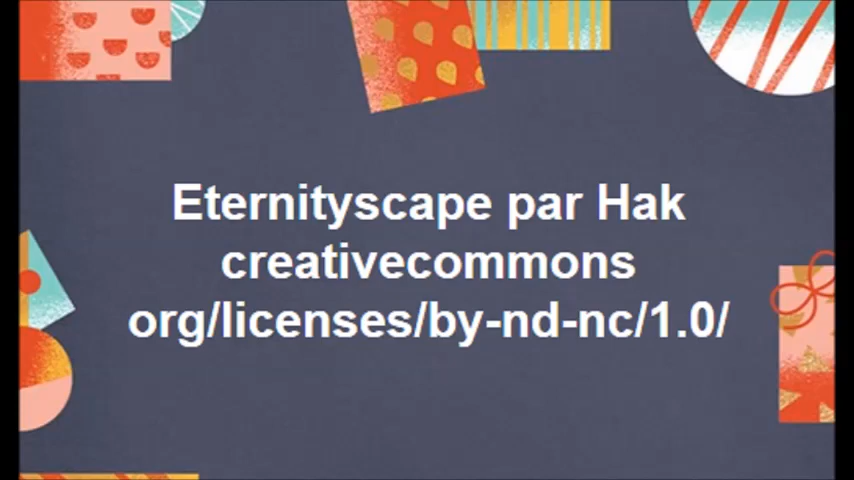 Eternityscape par Hak
creativecommons
org/licenses/by-nd-nc/1.0/